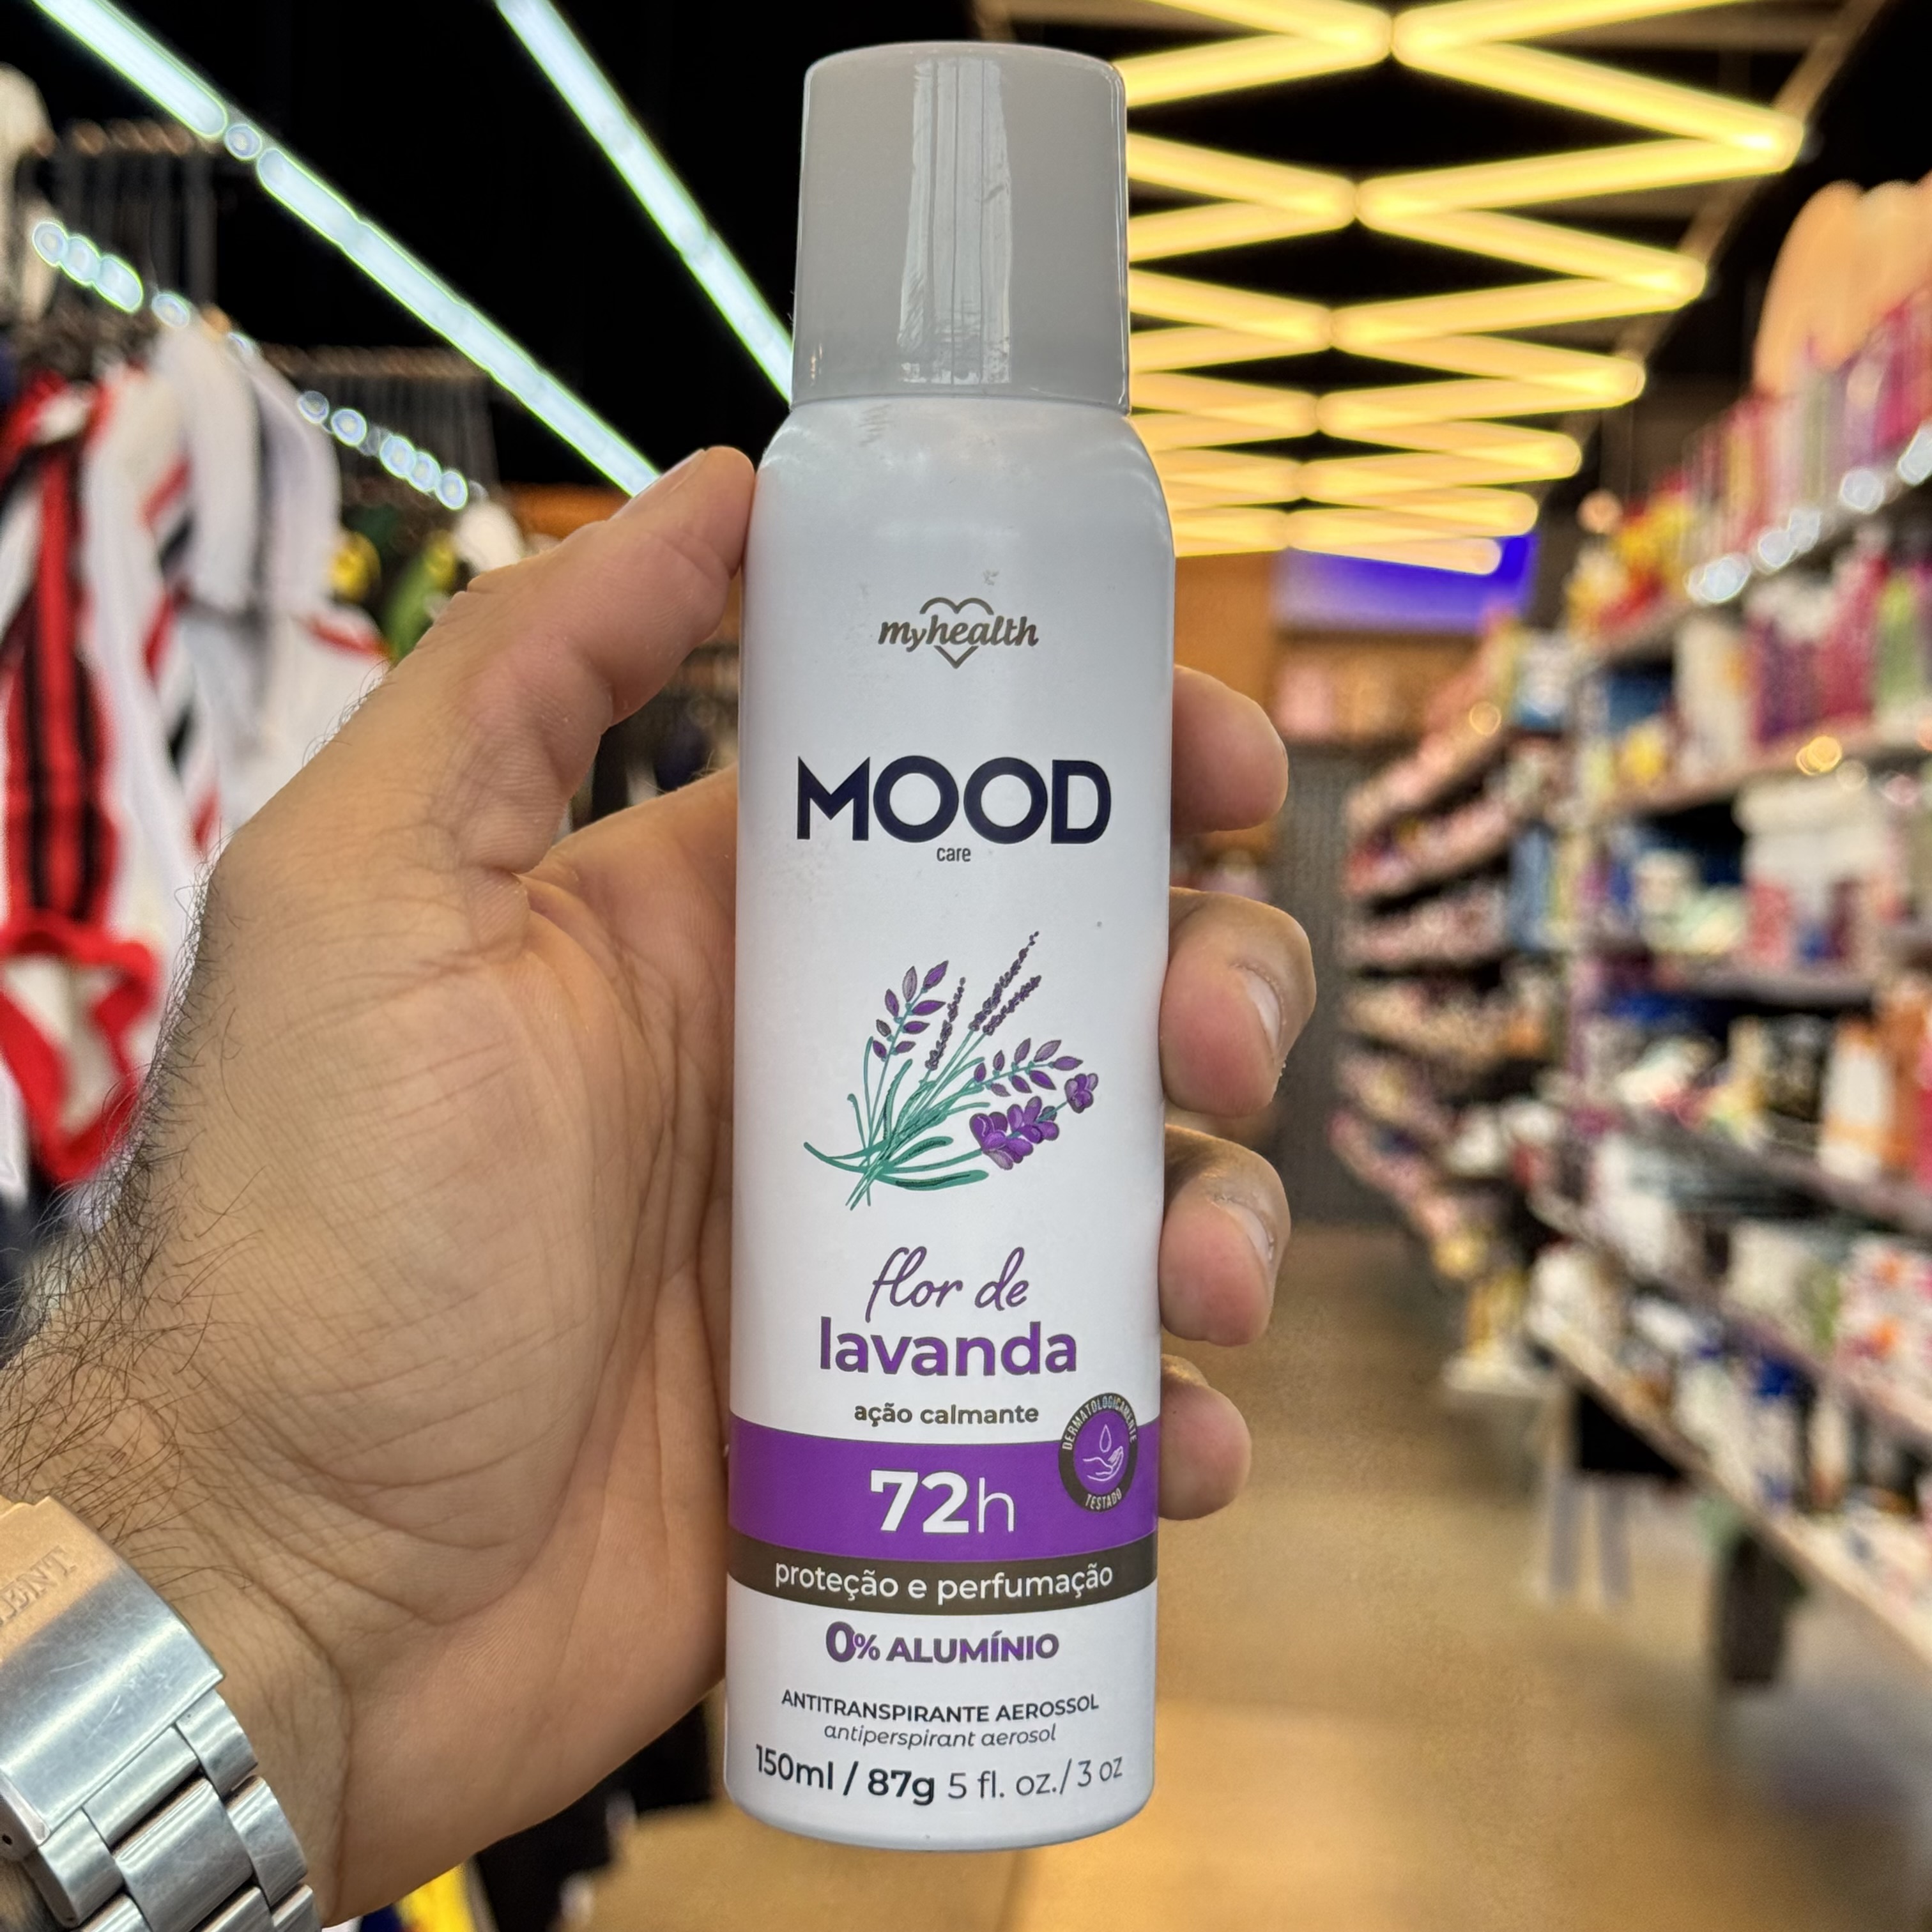 myhealth
MOOD
care
flor de
lavanda
ação calmante
DERMATOLOGICAMENTE
TESTADO
72h
proteção e perfumação
0% ALUMÍNIO
ANTITRANSPIRANTE AEROSSOL
antiperspirant aerosol
150ml / 87g 5 fl. oz./ 3 oz